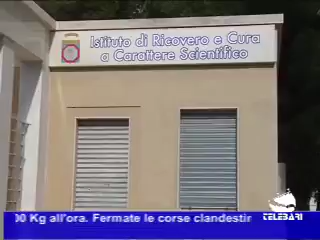 Istituto di Ricovero e Cura
a Carattere Scientifico
00 Kg all'ora. Fermate le corse clandestin
TELEBARI